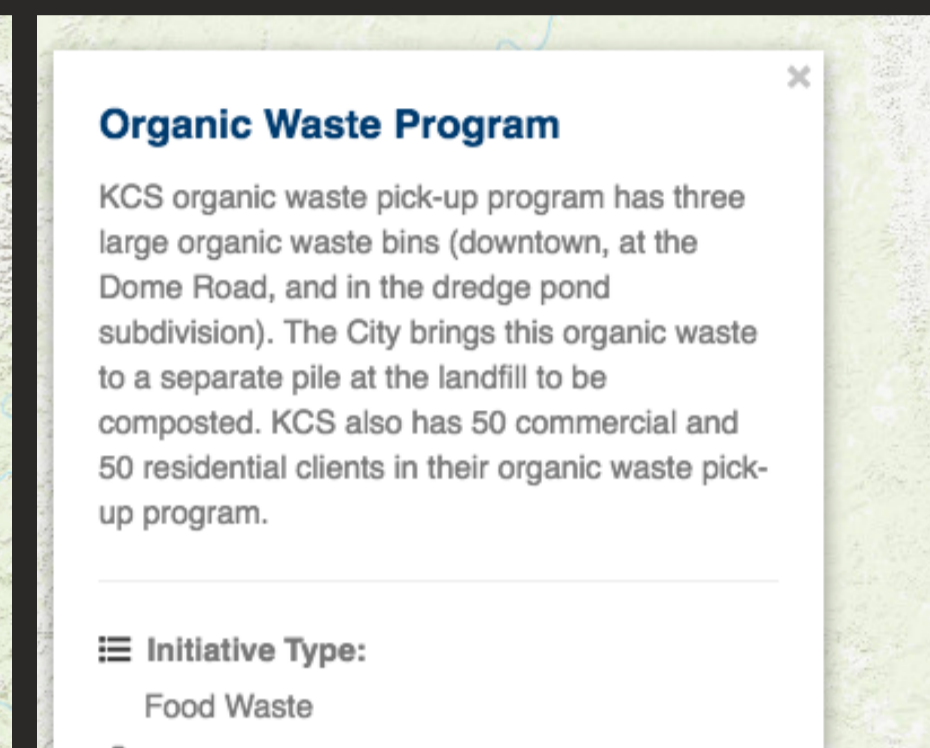 Organic Waste Program
KCS organic waste pick-up program has three
large organic waste bins (downtown, at the
Dome Road, and in the dredge pond
subdivision). The City brings this organic waste
to a separate pile at the landfill to be
composted. KCS also has 50 commercial and
50 residential clients in their organic waste pick-
up program.
Initiative Type:
Food Waste